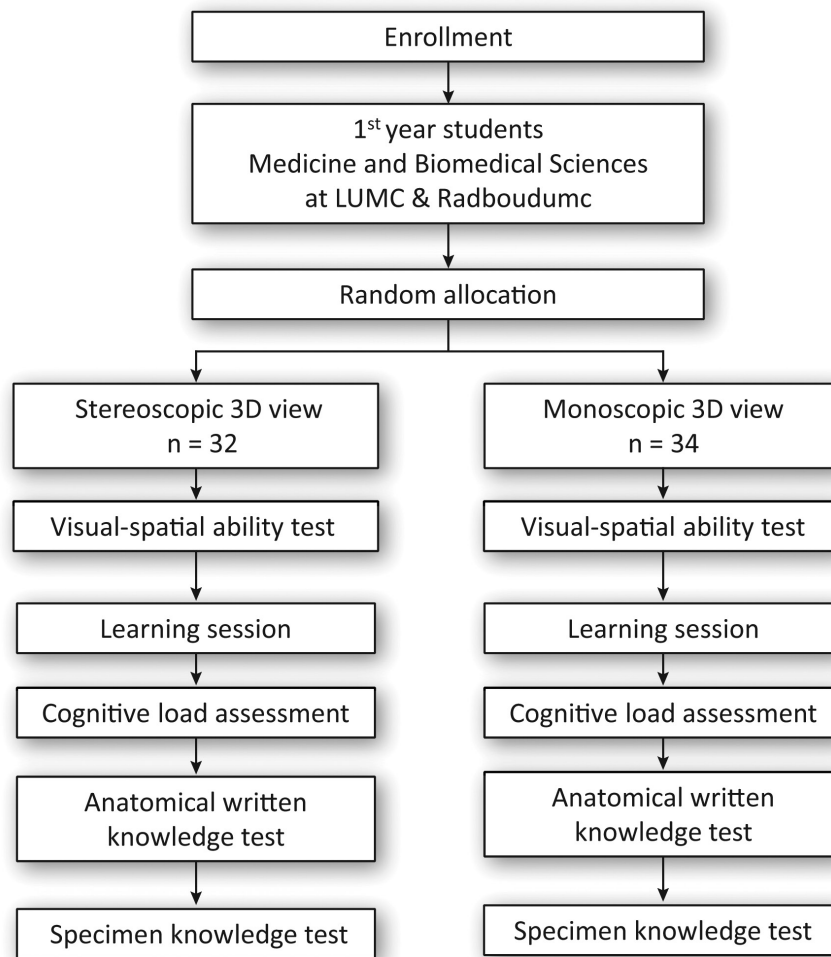 Enrollment
1st year students
Medicine and Biomedical Sciences
at LUMC & Radboudumc
Random allocation
Stereoscopic 3D view
n = 32
Visual-spatial ability test
Learning session
Cognitive load assessment
Anatomical written
knowledge test
Specimen knowledge test
Monoscopic 3D view
n = 34
Visual-spatial ability test
Learning session
Cognitive load assessment
Anatomical written
knowledge test
Specimen knowledge test